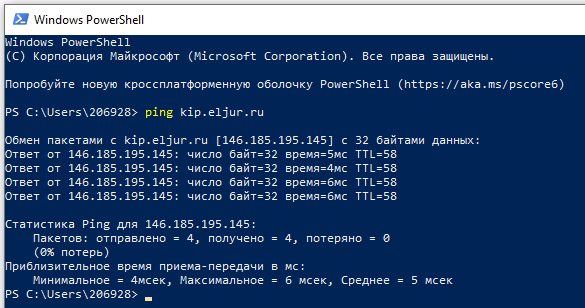 Windows PowerShell
Windows PowerShell
(C) Корпорация Майкрософт (Microsoft Corporation). Все права защищены.
Попробуйте новую кроссплатформенную оболочку PowerShell (https://aka.ms/pscore6)
PS C:\Users\206928> ping kip.eljur.ru
Обмен пакетами с kip.eljur.ru [146.185.195.145] с 32 байтами данных:
Ответ от 146.185.195.145: число байт=32 время=5мс TTL=58
Ответ от 146.185.195.145: число байт=32 время=4мс TTL=58
Ответ от 146.185.195.145: число байт=32 время=6мс TTL=58
Ответ от 146.185.195.145: число байт=32 время=6мс TTL=58
Статистика Ping для 146.185.195.145:
Пакетов: отправлено = 4, получено = 4, потеряно = 0
(0% потерь)
Приблизительное время приема-передачи в мс:
Минимальное = 4мсек, Максимальное = 6 мсек, Среднее = 5 мсек
PS C:\Users\206928>